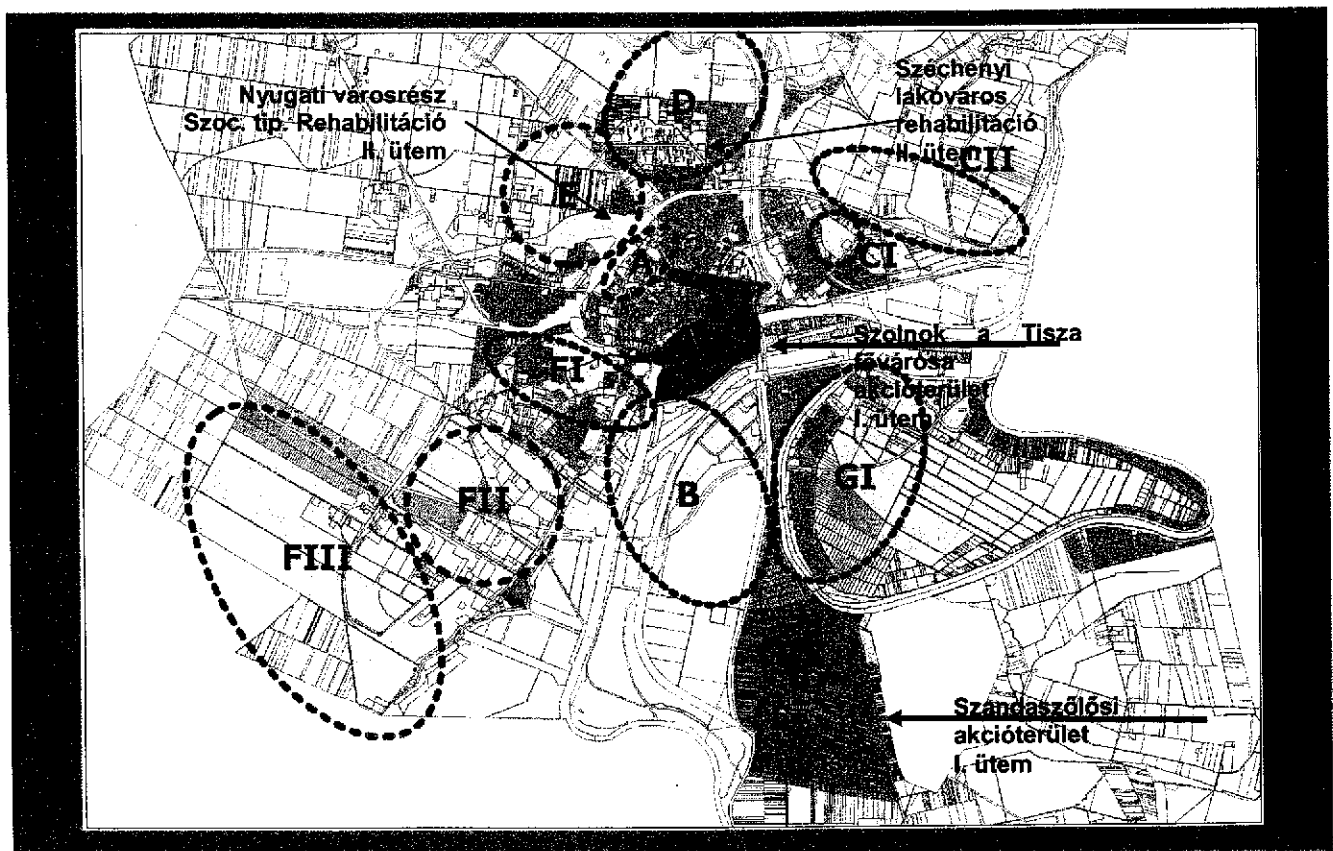 Nyugati városrész
Szoc. tip. Rehabilitáció
II. ütem
D
Széchenyi
lakóváros
rehabilitáció
II. ütem
CII
E
A
CI
Szolnok a Tisza
fővárosa
akcióterület
I. ütem
FI
FII
B
GI
FIII
Szandaszőlősi
akcióterület
I. ütem